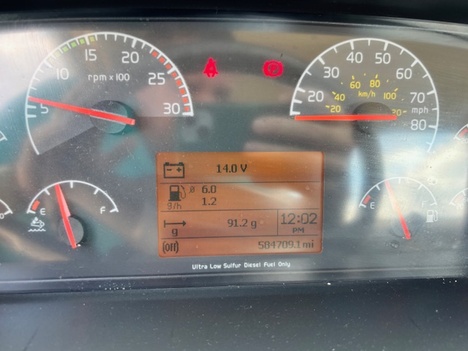 5 10 15 20 25 30
rpm x100
20 30 40 50 60 70 80
mph
20 40 60 80 100
km/h
14.0 V
ø 6.0
g/h 1.2
g 91.2 g
12:02
PM
584709.1 mi
E F
E
Ultra Low Sulfur Diesel Fuel Only